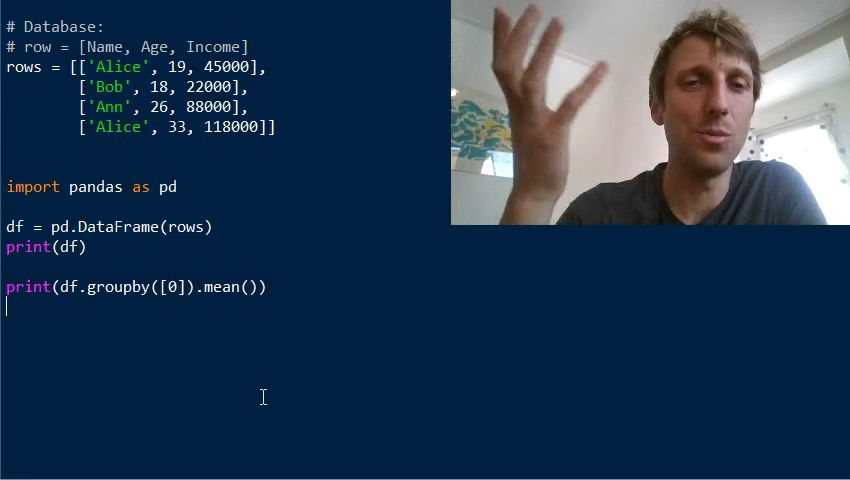 # Database:
# row = [Name, Age, Income]
rows = [['Alice', 19, 45000],
['Bob', 18, 22000],
['Ann', 26, 88000],
['Alice', 33, 118000]]
import pandas as pd
df = pd.DataFrame(rows)
print(df)
print(df.groupby([0]).mean())